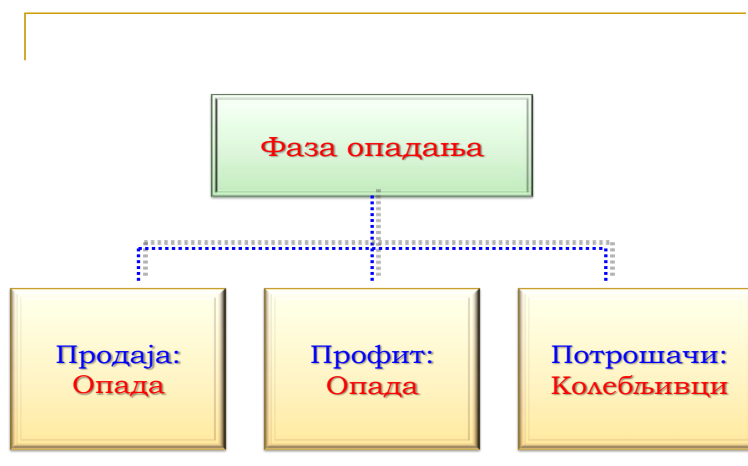 Фаза опадања
Продаја:
Опада
Профит:
Опада
Потрошачи:
Колебљивци